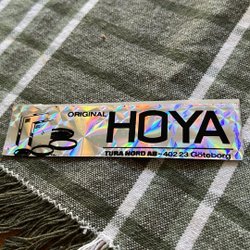 ORIGINAL
HOYA
TURA NORD AB - 402 23 Göteborg